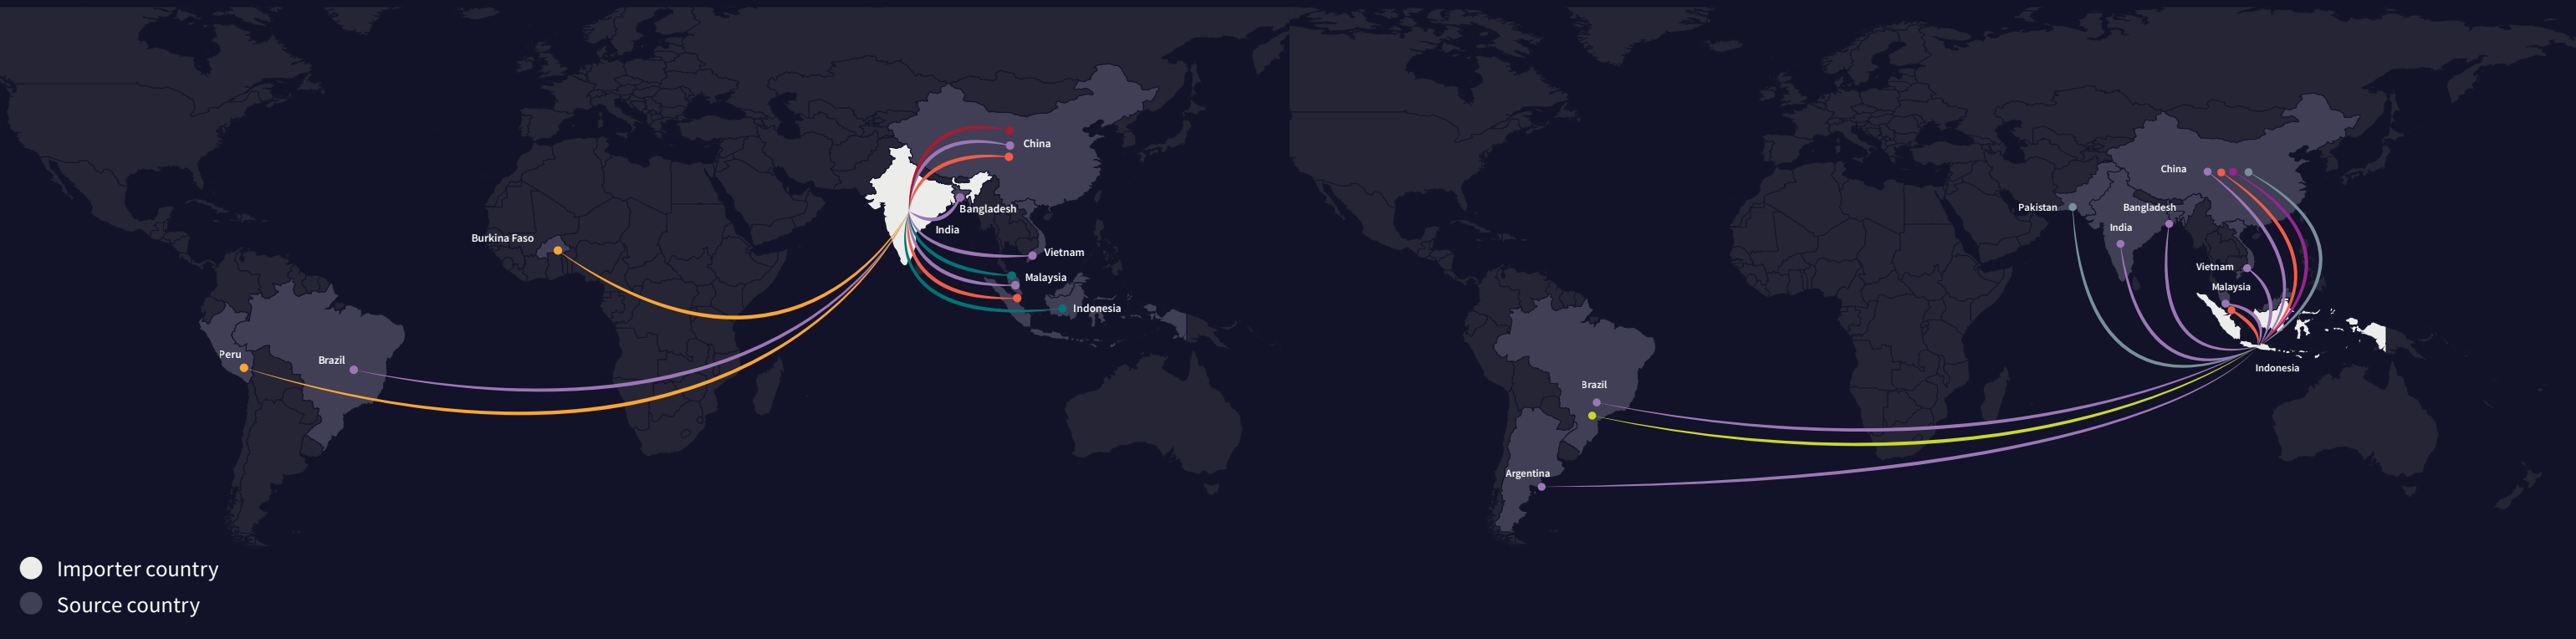 China
Bangladesh
India
Burkina Faso
Vietnam
Malaysia
Indonesia
Peru
Brazil
Importer country
Source country
China
Pakistan
Bangladesh
India
Vietnam
Malaysia
Indonesia
Brazil
Argentina